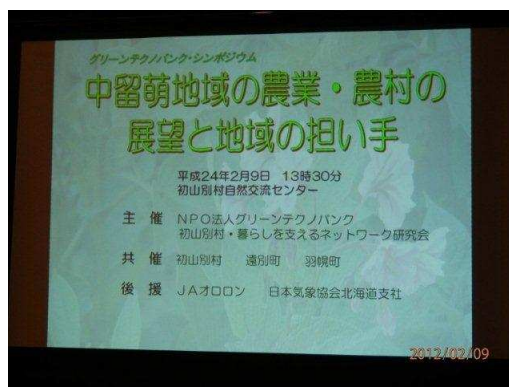 グリーンテクノバンク・シンポジウム
中留萌地域の農業・農村の
展望と地域の担い手
平成24年2月9日　13時30分
初山別村自然交流センター
主　催　NPO法人グリーンテクノバンク
初山別村・暮らしを支えるネットワーク研究会
共　催　初山別村　遠別町　羽幌町
後　援　JAオロロン　日本気象協会北海道支社
2012/02/09